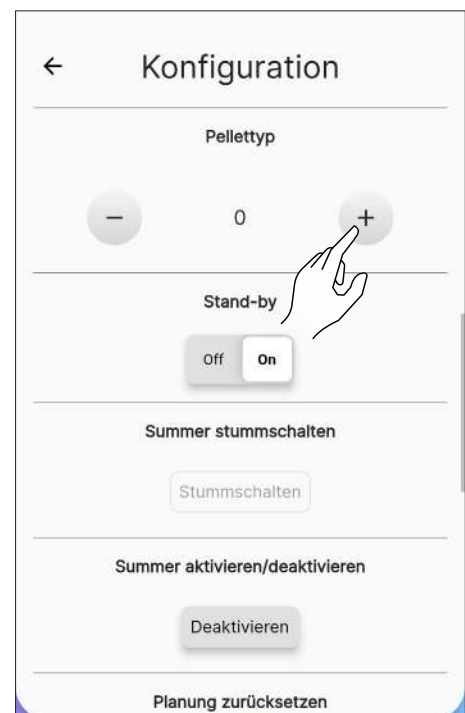 ← Konfiguration
Pellettyp
− 0 +
Stand-by
Off On
Summer stummschalten
Stummschalten
Summer aktivieren/deaktivieren
Deaktivieren
Planung zurücksetzen